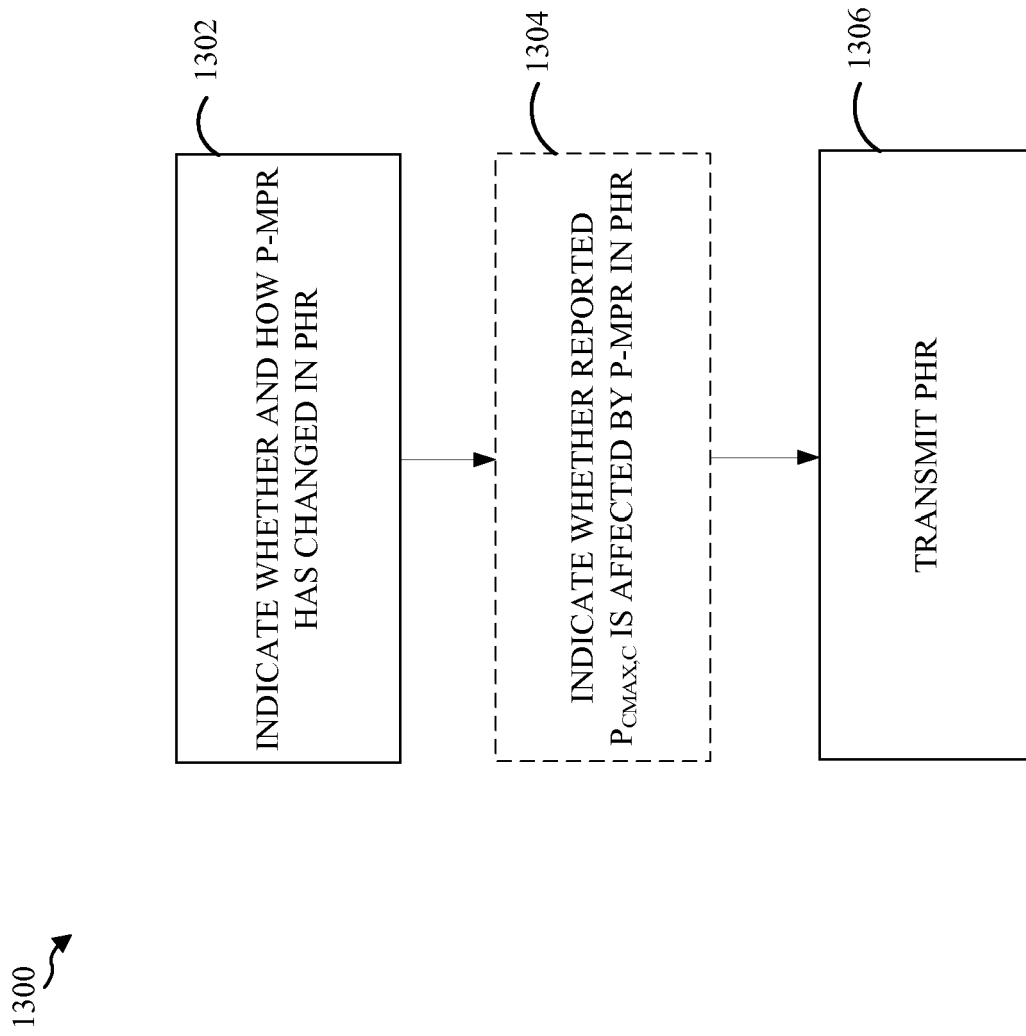 1300
1302
INDICATE WHETHER AND HOW P-MPR
HAS CHANGED IN PHR
1304
INDICATE WHETHER REPORTED
P_CMAX,C IS AFFECTED BY P-MPR IN PHR
1306
TRANSMIT PHR